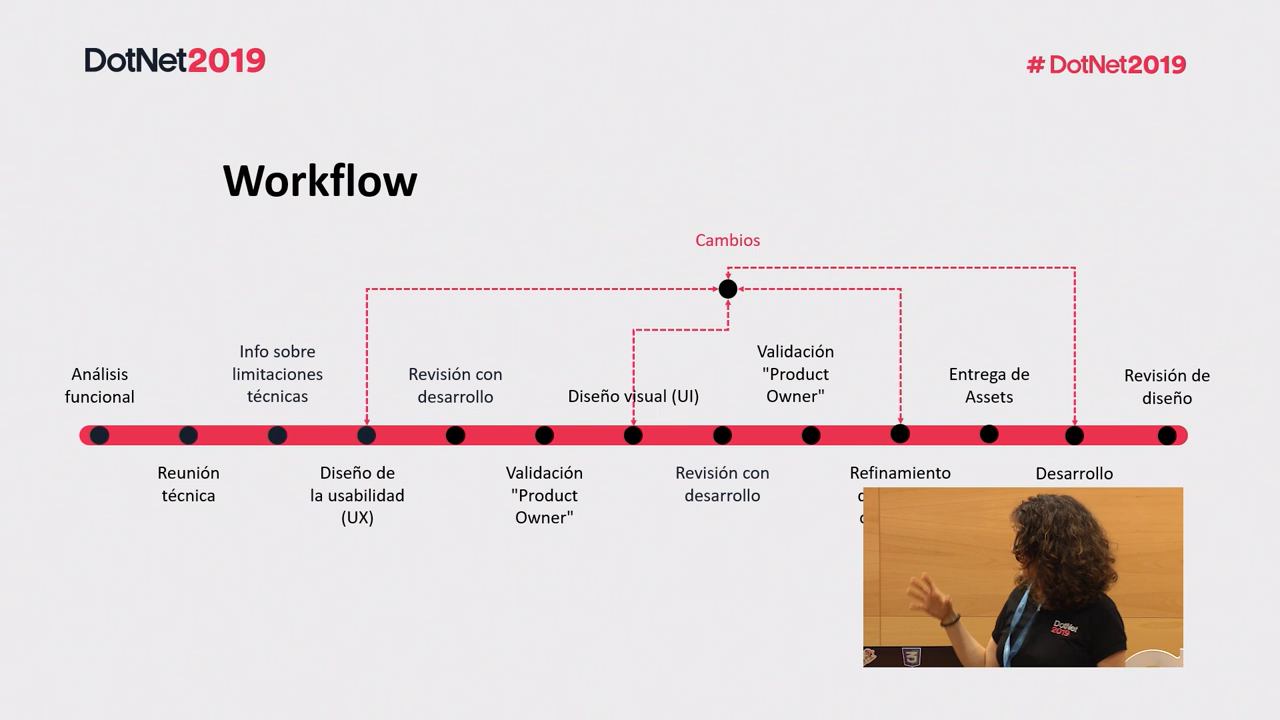 DotNet2019
# DotNet2019
Workflow
Cambios
Análisis
funcional
Info sobre
limitaciones
técnicas
Revisión con
desarrollo
Diseño visual (UI)
Validación
"Product
Owner"
Entrega de
Assets
Revisión de
diseño
Reunión
técnica
Diseño de
la usabilidad
(UX)
Validación
"Product
Owner"
Revisión con
desarrollo
Refinamiento
Desarrollo
DotNet
2019